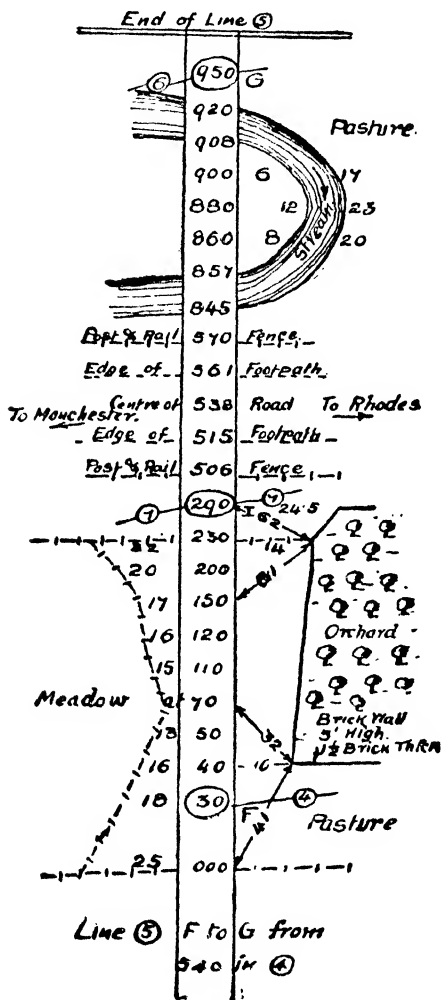 End of Line ⑤
⑥ 950 G
920
908 Pasture.
900 6 17
880 12 23
860 8 20
Stream
857
845
Post & Rail 570 Fence
Edge of 561 Footpath
Centre of 538 Road To Rhodes
To Manchester.
Edge of 515 Footpath
Post & Rail 506 Fence
⑦ 290 ⑦ 24.5
I 62
32 230 14
20 200 81
17 150
16 120 Orchard
15 110
Meadow at 70
Brick Wall
13 50 32 5' High
16 40 16 1½ Brick Thick
18 30 ④
F 41 Pasture
25 000
Line ⑤ F to G from
540 in ④